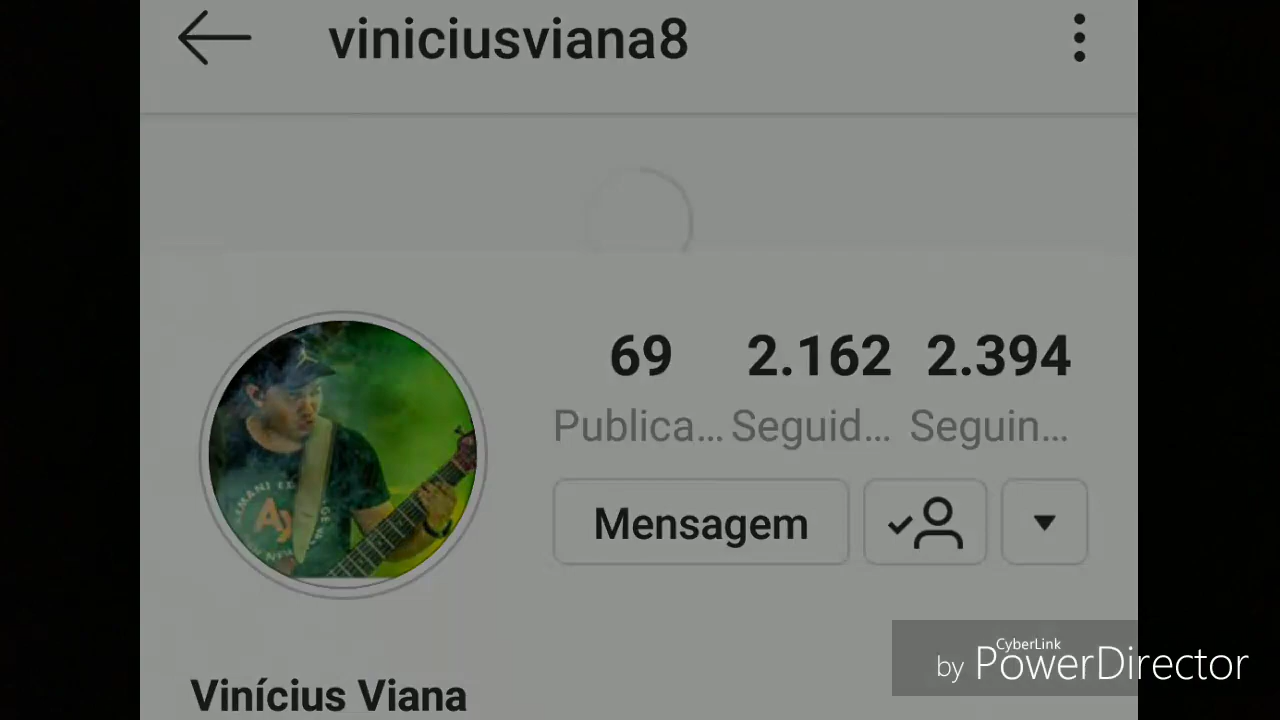 viniciusviana8
69 2.162 2.394
Publica... Seguid... Seguin...
Mensagem
Vinícius Viana
CyberLink
by PowerDirector